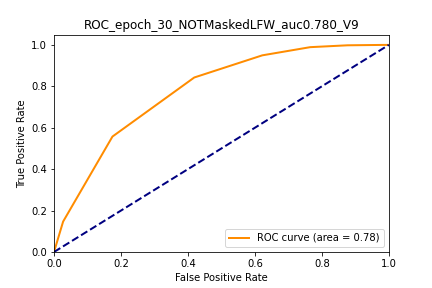 ROC_epoch_30_NOTMaskedLFW_auc0.780_V9
1.0
0.8
0.6
0.4
0.2
0.0
True Positive Rate
ROC curve (area = 0.78)
0.0 0.2 0.4 0.6 0.8 1.0
False Positive Rate